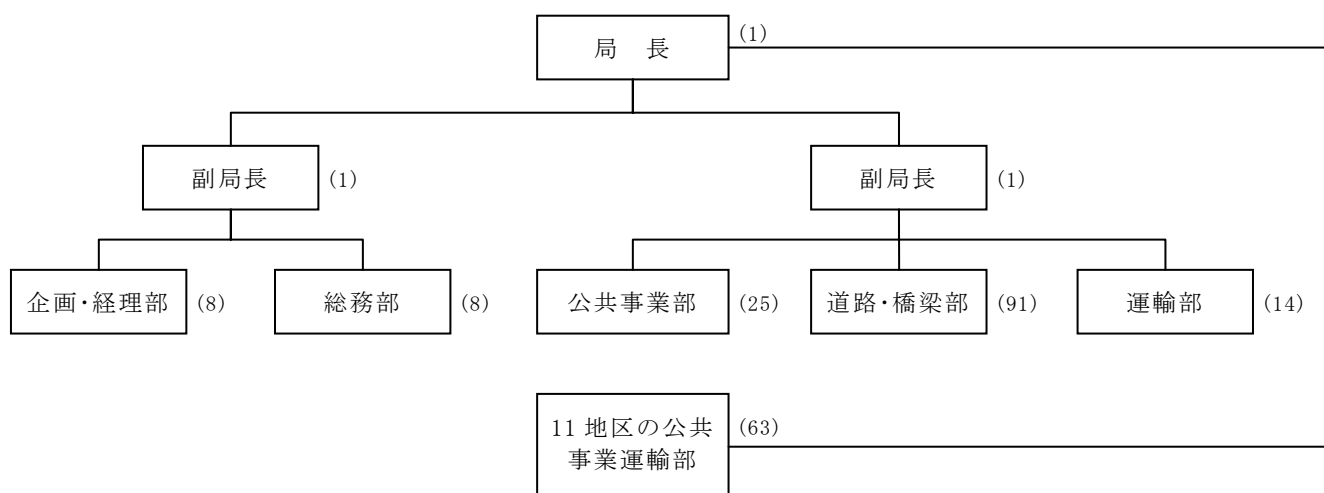 局　長 (1)
副局長 (1)
副局長 (1)
企画・経理部 (8)
総務部 (8)
公共事業部 (25)
道路・橋梁部 (91)
運輸部 (14)
11 地区の公共 (63)
事業運輸部